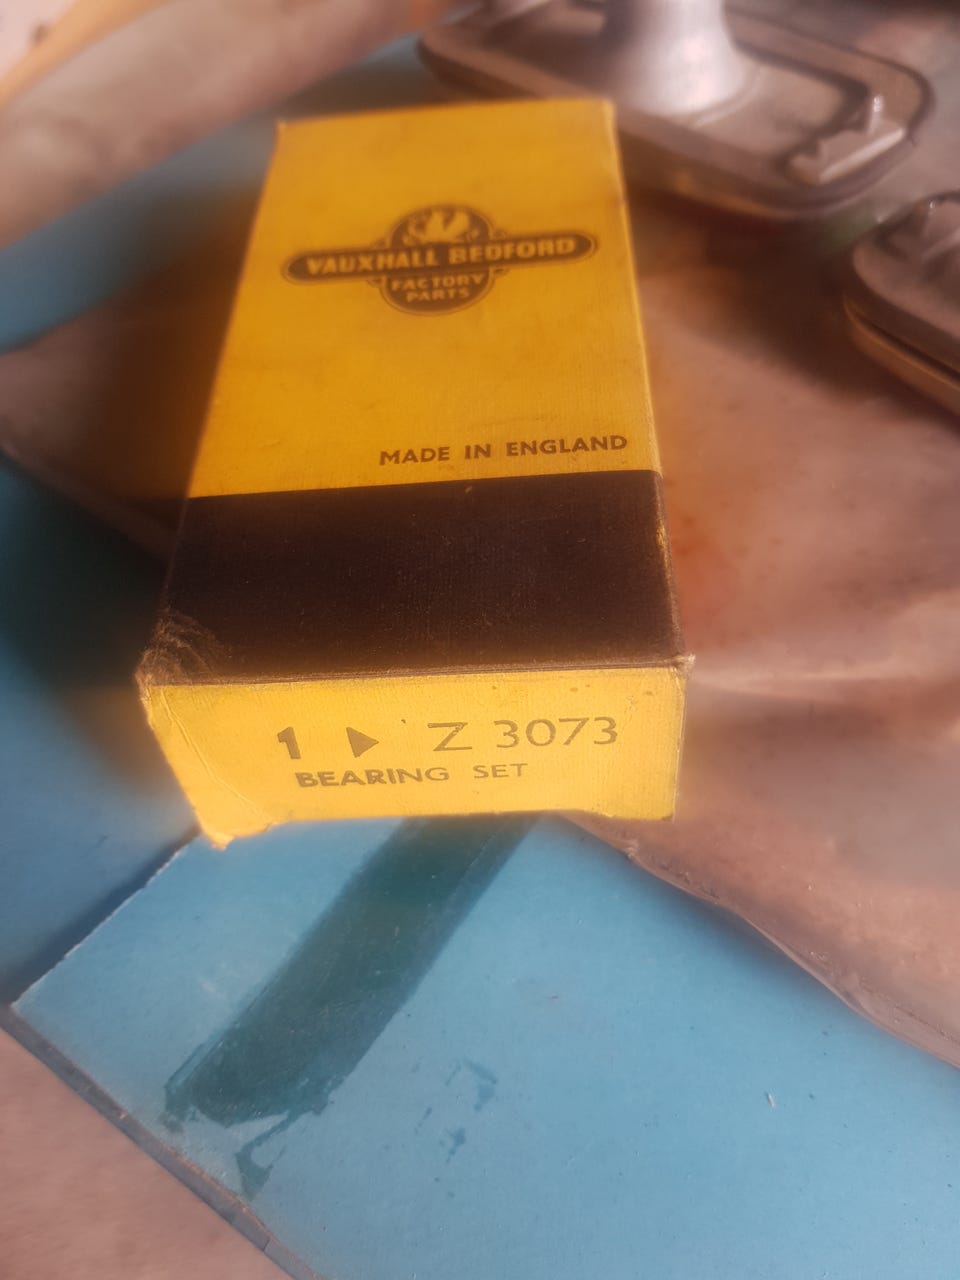 VAUXHALL BEDFORD
FACTORY
PARTS
MADE IN ENGLAND
1 ▶ Z 3073
BEARING SET